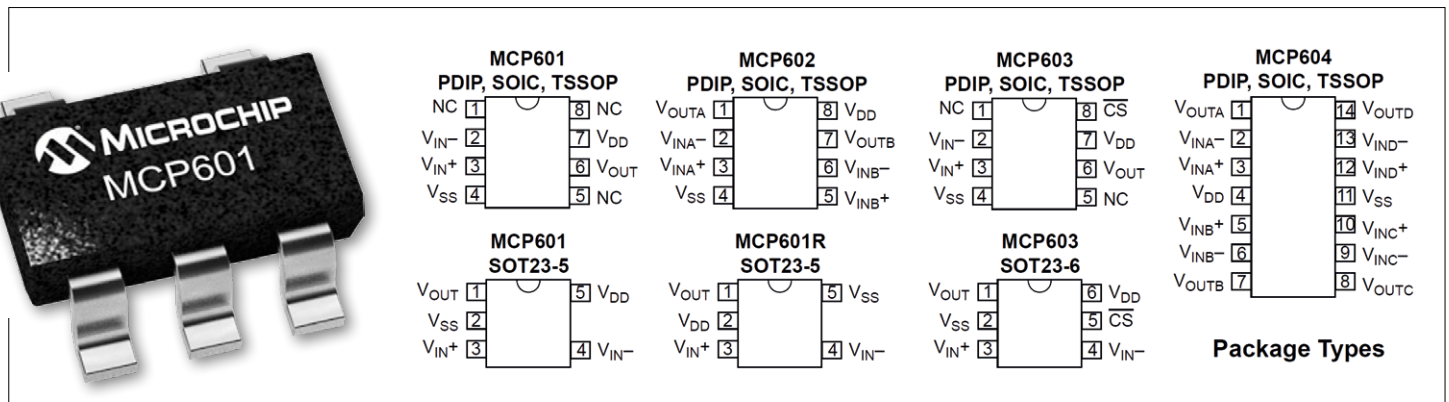 MICROCHIP
MCP601
MCP601
PDIP, SOIC, TSSOP
NC 1 8 NC
VIN– 2 7 VDD
VIN+ 3 6 VOUT
VSS 4 5 NC
MCP602
PDIP, SOIC, TSSOP
VOUTA 1 8 VDD
VINA– 2 7 VOUTB
VINA+ 3 6 VINB–
VSS 4 5 VINB+
MCP603
PDIP, SOIC, TSSOP
NC 1 8 CS
VIN– 2 7 VDD
VIN+ 3 6 VOUT
VSS 4 5 NC
MCP604
PDIP, SOIC, TSSOP
VOUTA 1 14 VOUTD
VINA– 2 13 VIND–
VINA+ 3 12 VIND+
VDD 4 11 VSS
VINB+ 5 10 VINC+
VINB– 6 9 VINC–
VOUTB 7 8 VOUTC
MCP601
SOT23-5
VOUT 1 5 VDD
VSS 2
VIN+ 3 4 VIN–
MCP601R
SOT23-5
VOUT 1 5 VSS
VDD 2
VIN+ 3 4 VIN–
MCP603
SOT23-6
VOUT 1 6 VDD
VSS 2 5 CS
VIN+ 3 4 VIN–
Package Types